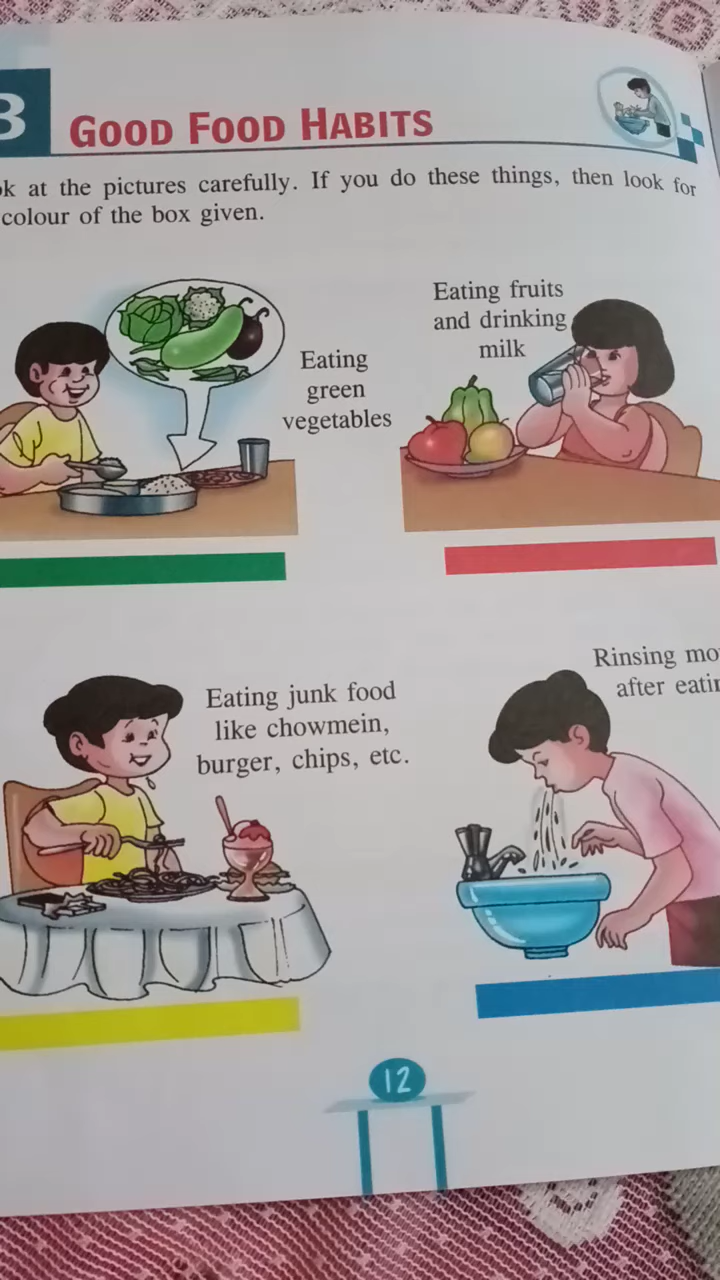 3
GOOD FOOD HABITS
at the pictures carefully. If you do these things, then look for
colour of the box given.
Eating
green
vegetables
Eating fruits
and drinking
milk
Eating junk food
like chowmein,
burger, chips, etc.
Rinsing
after
12